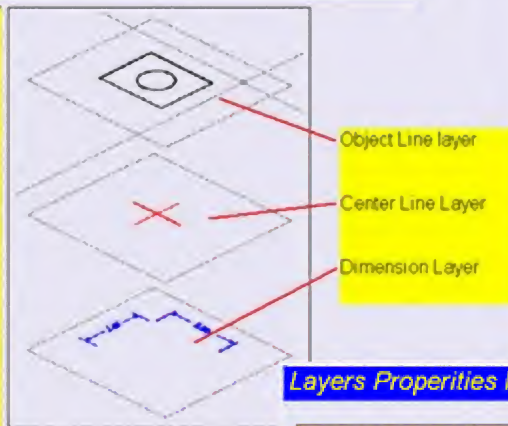 Object Line layer
Center Line Layer
Dimension Layer
Layers Properities